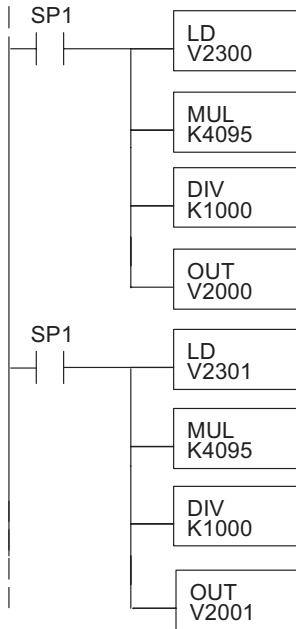 SP1
LD
V2300
MUL
K4095
DIV
K1000
OUT
V2000
SP1
LD
V2301
MUL
K4095
DIV
K1000
OUT
V2001